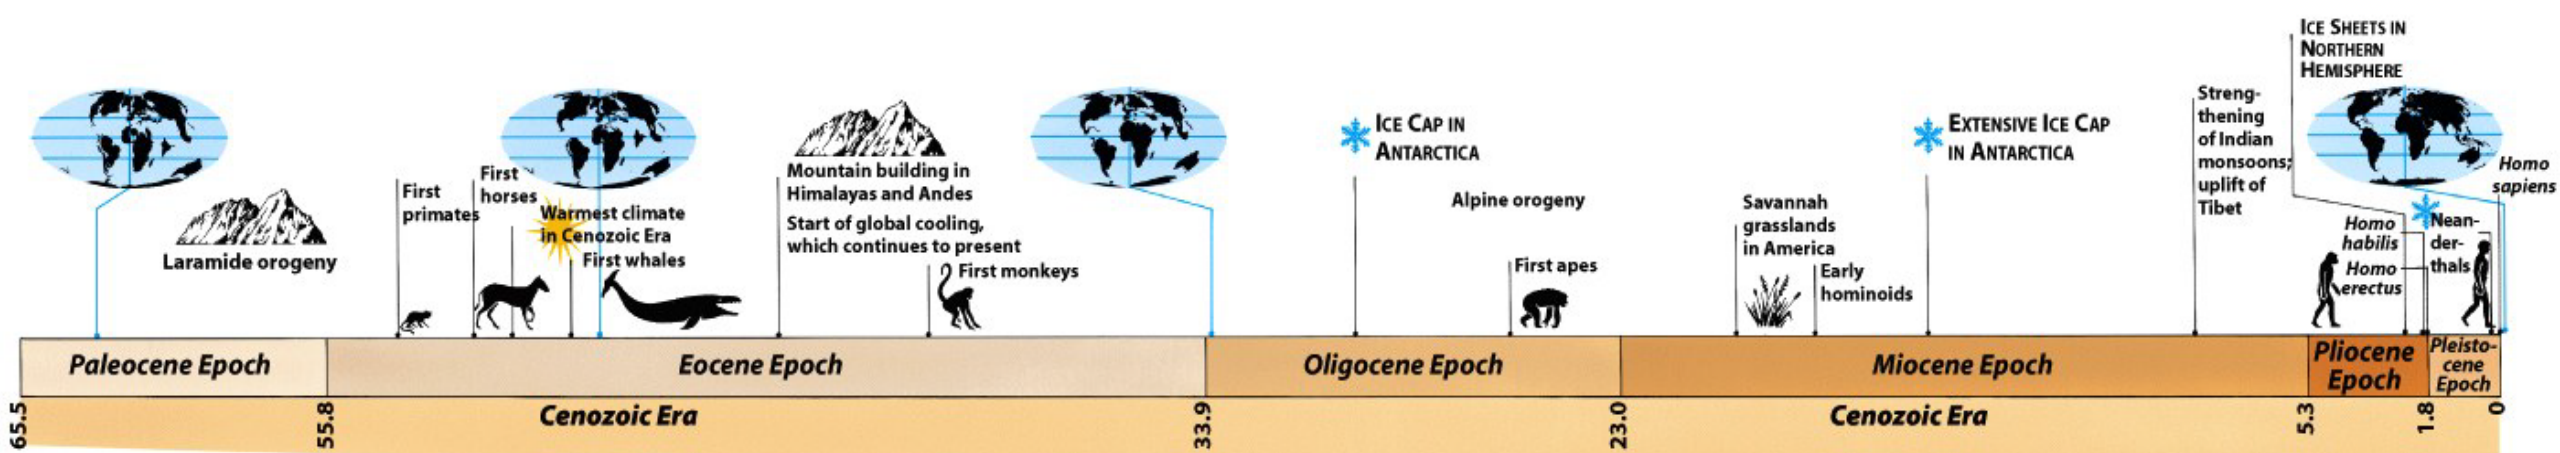 Laramide orogeny
First
primates
First
horses
Warmest climate
in Cenozoic Era
First whales
Mountain building in
Himalayas and Andes
Start of global cooling,
which continues to present
First monkeys
ICE CAP IN
ANTARCTICA
Alpine orogeny
First apes
Savannah
grasslands
in America
Early
hominoids
EXTENSIVE ICE CAP
IN ANTARCTICA
Streng-
thening
of Indian
monsoons;
uplift of
Tibet
ICE SHEETS IN
NORTHERN
HEMISPHERE
Homo
habilis
Homo
erectus
Nean-
der-
thals
Homo
sapiens
Paleocene Epoch
Eocene Epoch
Oligocene Epoch
Miocene Epoch
Pliocene
Epoch
Pleisto-
cene
Epoch
65.5
55.8
Cenozoic Era
33.9
23.0
Cenozoic Era
5.3
1.8
0